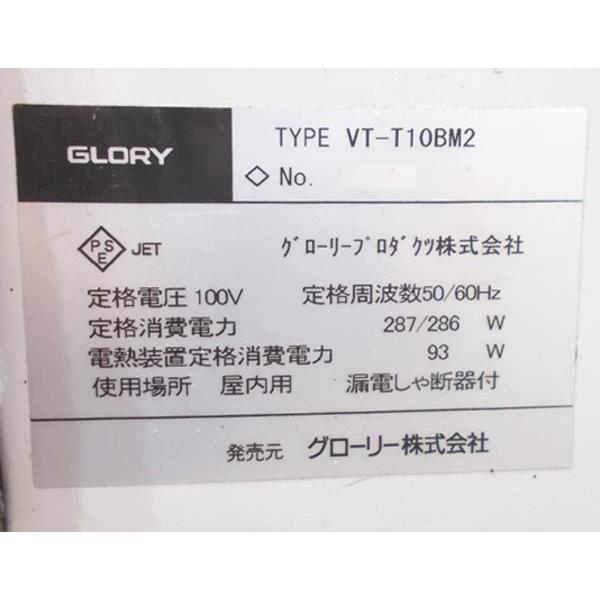 GLORY
TYPE VT-T10BM2
◇ No.
PSE JET
グローリープロダクツ株式会社
定格電圧 100V 定格周波数50/60Hz
定格消費電力 287/286 W
電熱装置定格消費電力 93 W
使用場所 屋内用 漏電しゃ断器付
発売元 グローリー株式会社